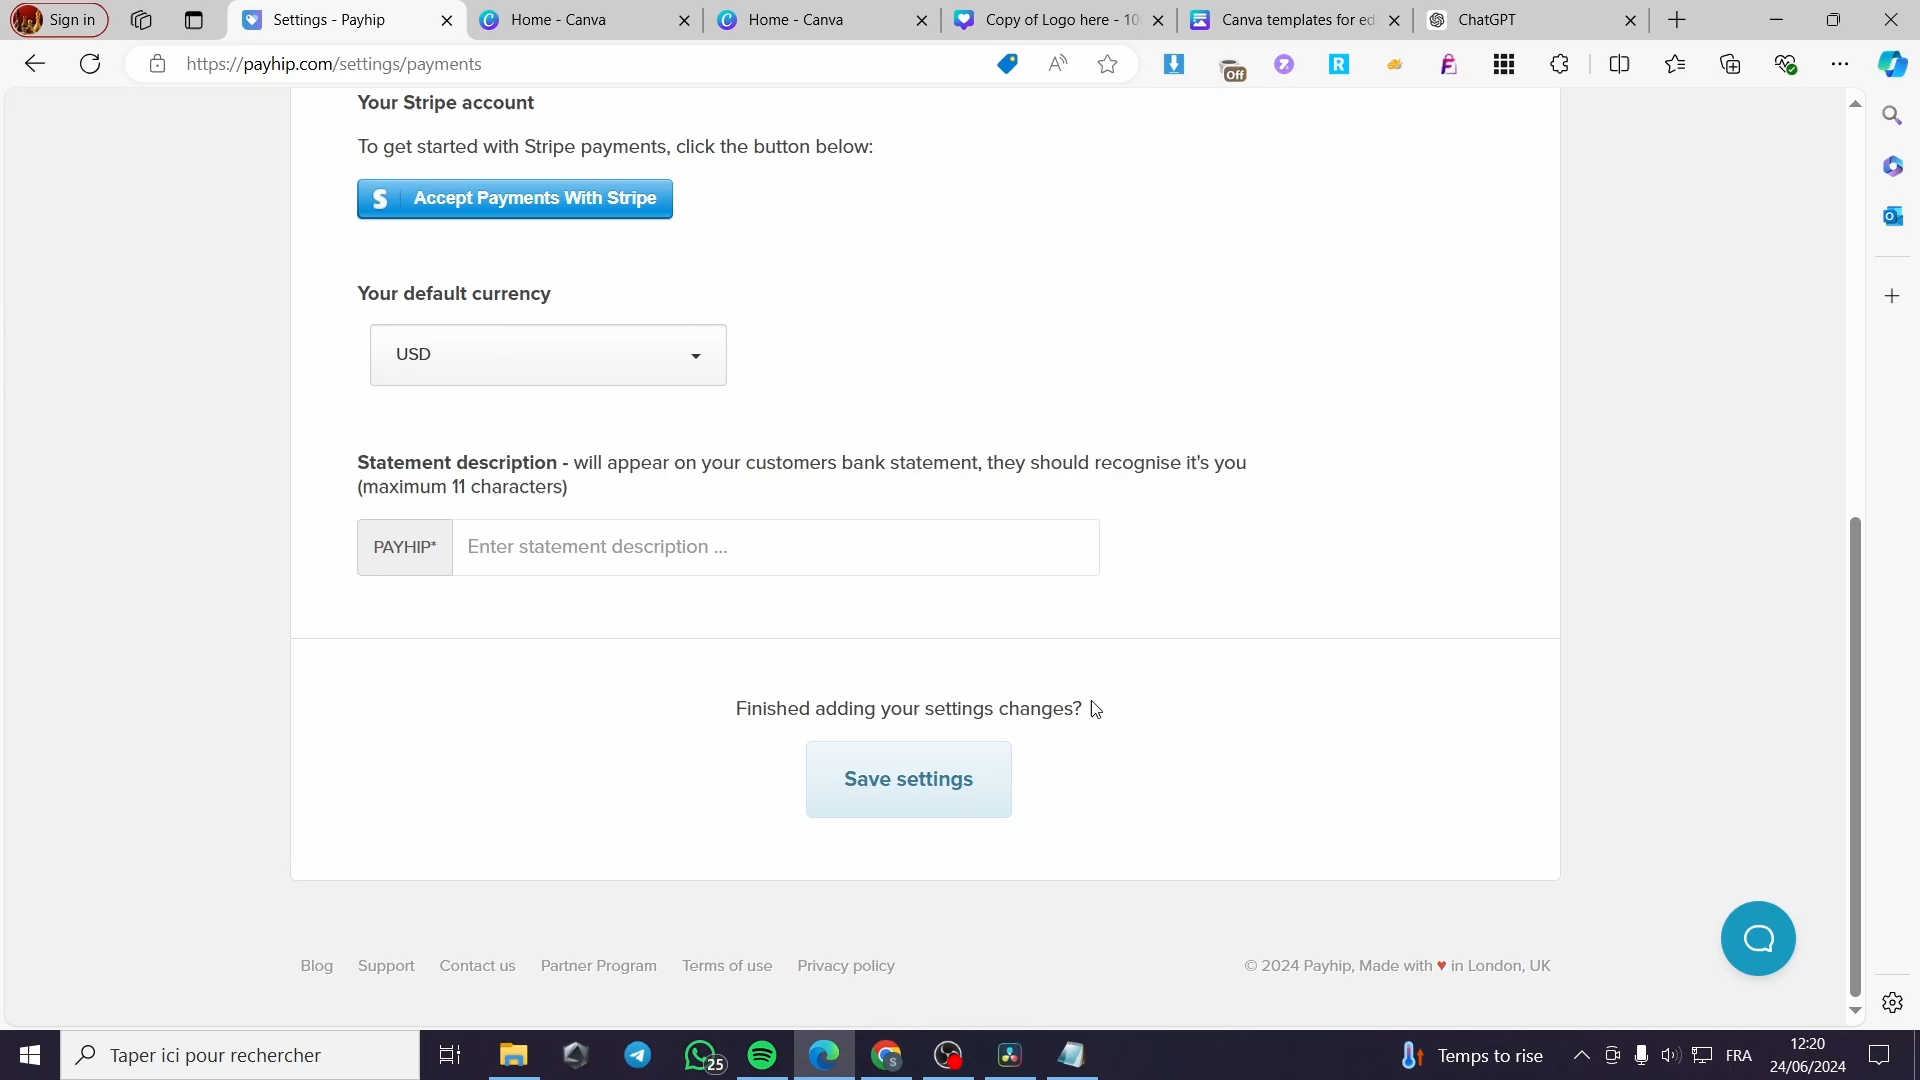 Sign in
Settings - Payhip
Home - Canva
Home - Canva
Copy of Logo here - 10
Canva templates for ed
ChatGPT
https://payhip.com/settings/payments
Off
Your Stripe account
To get started with Stripe payments, click the button below:
S Accept Payments With Stripe
Your default currency
USD
Statement description - will appear on your customers bank statement, they should recognise it's you
(maximum 11 characters)
PAYHIP* Enter statement description ...
Finished adding your settings changes?
Save settings
Blog Support Contact us Partner Program Terms of use Privacy policy © 2024 Payhip, Made with ♥ in London, UK
Taper ici pour rechercher
25
Temps to rise
FRA
12:20
24/06/2024